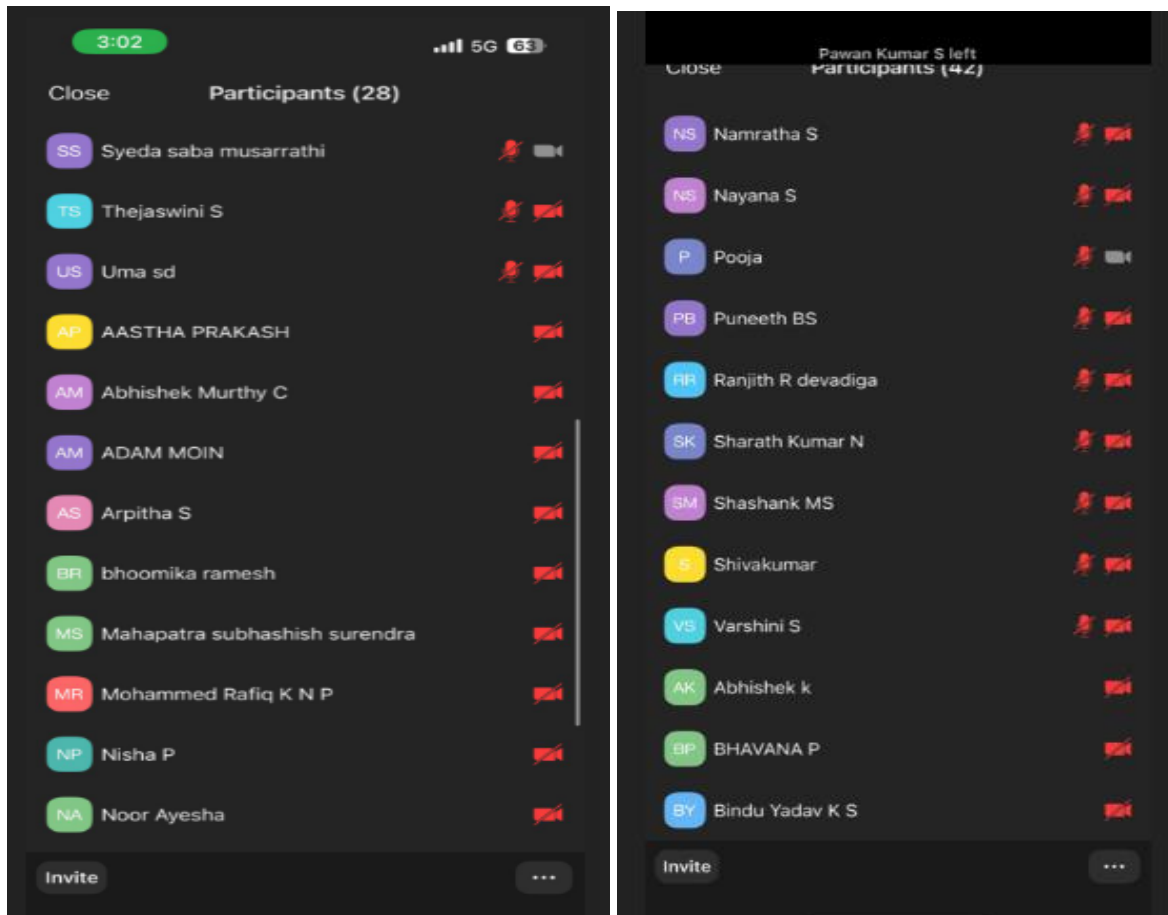 3:02
5G 63
Close Participants (28)
SS Syeda saba musarrathi
TS Thejaswini S
US Uma sd
AP AASTHA PRAKASH
AM Abhishek Murthy C
AM ADAM MOIN
AS Arpitha S
BR bhoomika ramesh
MS Mahapatra subhashish surendra
MR Mohammed Rafiq K N P
NP Nisha P
NA Noor Ayesha
Invite
Pawan Kumar S left
Close Participants (42)
NS Namratha S
NS Nayana S
P Pooja
PB Puneeth BS
RR Ranjith R devadiga
SK Sharath Kumar N
SM Shashank MS
S Shivakumar
VS Varshini S
AK Abhishek k
BP BHAVANA P
BY Bindu Yadav K S
Invite